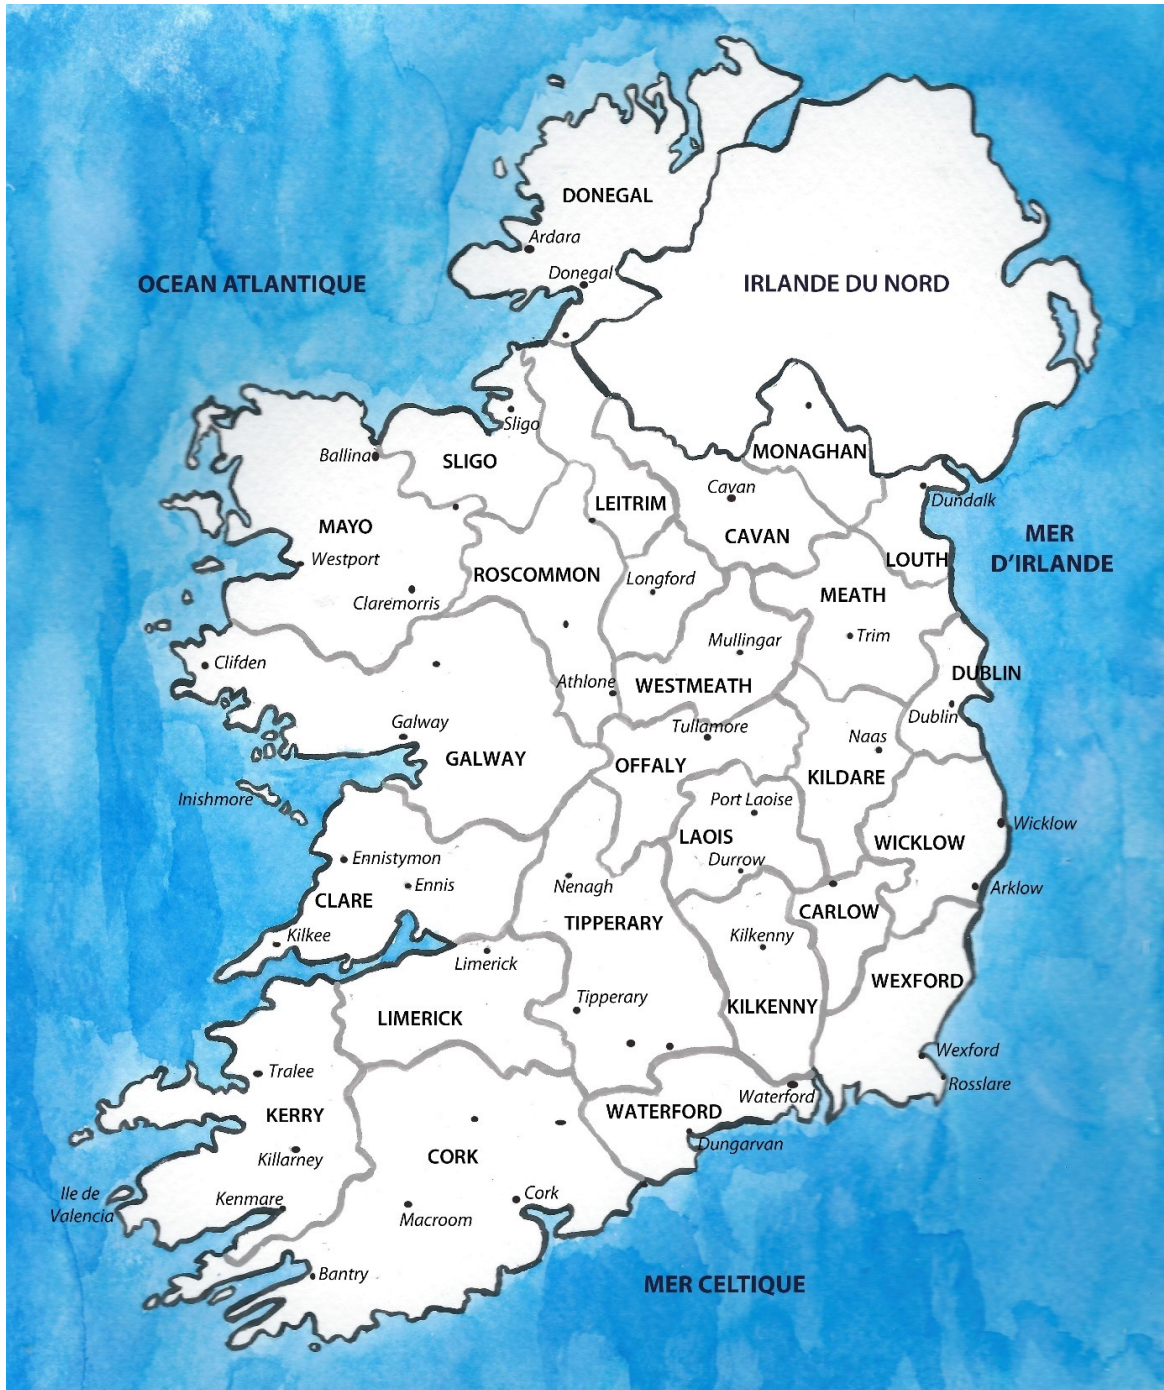 DONEGAL
Ardara
Donegal
OCEAN ATLANTIQUE
IRLANDE DU NORD
Sligo
Ballina
SLIGO
MONAGHAN
Cavan
LEITRIM
Dundalk
MAYO
CAVAN
MER
D'IRLANDE
Westport
LOUTH
ROSCOMMON
Longford
MEATH
Claremorris
Trim
Mullingar
Clifden
DUBLIN
Athlone
WESTMEATH
Dublin
Galway
Tullamore
Naas
GALWAY
OFFALY
KILDARE
Inishmore
Port Laoise
Wicklow
LAOIS
WICKLOW
Ennistymon
Durrow
Ennis
Nenagh
Arklow
CLARE
CARLOW
TIPPERARY
Kilkee
Kilkenny
Limerick
WEXFORD
Tipperary
KILKENNY
LIMERICK
Wexford
Tralee
Rosslare
Waterford
KERRY
WATERFORD
Dungarvan
Killarney
CORK
Ile de
Valencia
Kenmare
Cork
Macroom
Bantry
MER CELTIQUE